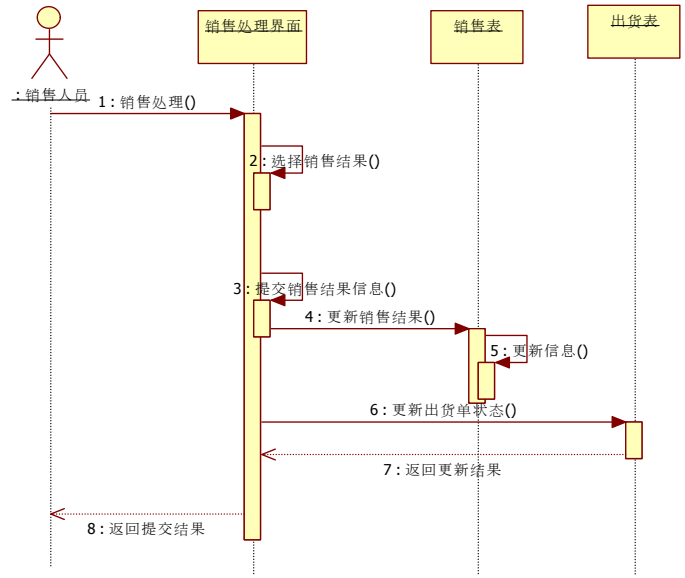 销售处理界面
销售表
出货表
:销售人员
1 : 销售处理()
2 : 选择销售结果()
3 : 提交销售结果信息()
4 : 更新销售结果()
5 : 更新信息()
6 : 更新出货单状态()
7 : 返回更新结果
8 : 返回提交结果